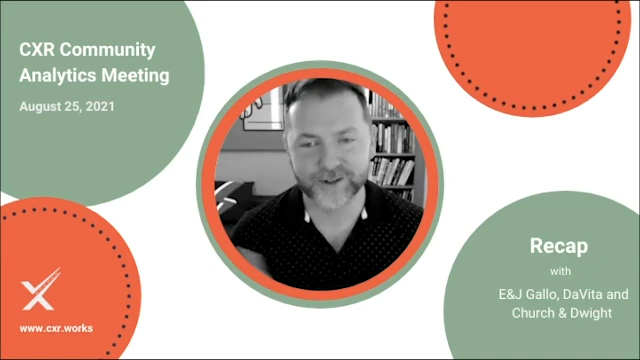 CXR Community
Analytics Meeting
August 25, 2021
www.cxr.works
Recap
with
E&J Gallo, DaVita and
Church & Dwight